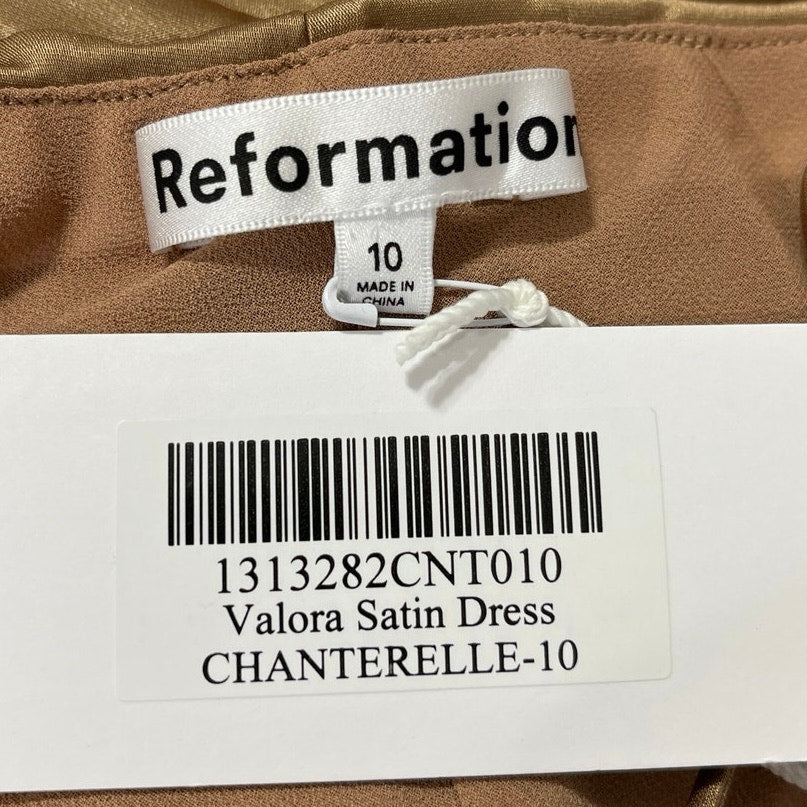 Reformation
10
MADE IN
CHINA
1313282CNT010
Valora Satin Dress
CHANTERELLE-10